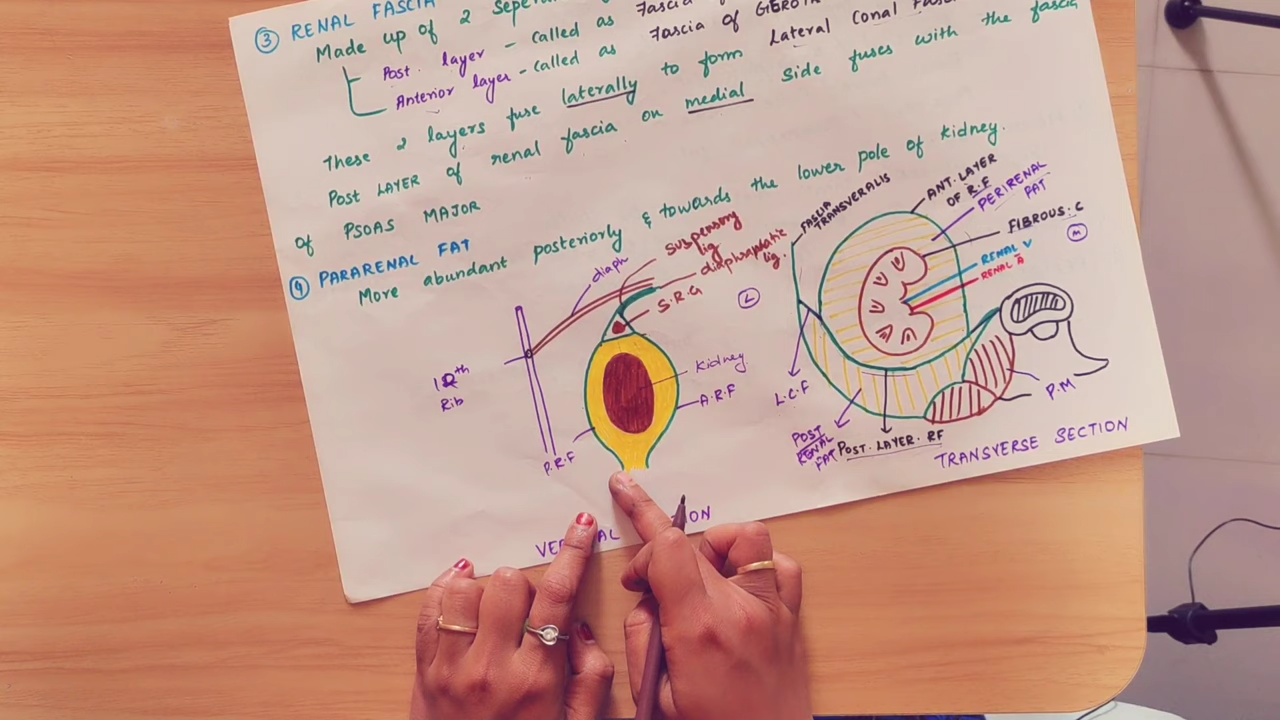 ③ RENAL FASCIA
Made up of 2
Post. layer - called as Fascia
Anterior layer - called as Fascia of GEROTA
These 2 layers fuse laterally to form Lateral Conal
Post LAYER of renal fascia on medial side fuses with the fascia
of PSOAS MAJOR
④ PARARENAL FAT
More abundant posteriorly & towards the lower pole of kidney.
diaph
suspensory
lig
diaphragmatic
lig.
S.R.G
L
12th
Rib
kidney
A.R.F
P.R.F
FASCIA
TRANSVERALIS
ANT. LAYER
OF R.F
PERIRENAL
FAT
FIBROUS. C
M
RENAL V
RENAL A
L.C.F
P.M
POST
RENAL
FAT
POST. LAYER. RF
TRANSVERSE SECTION